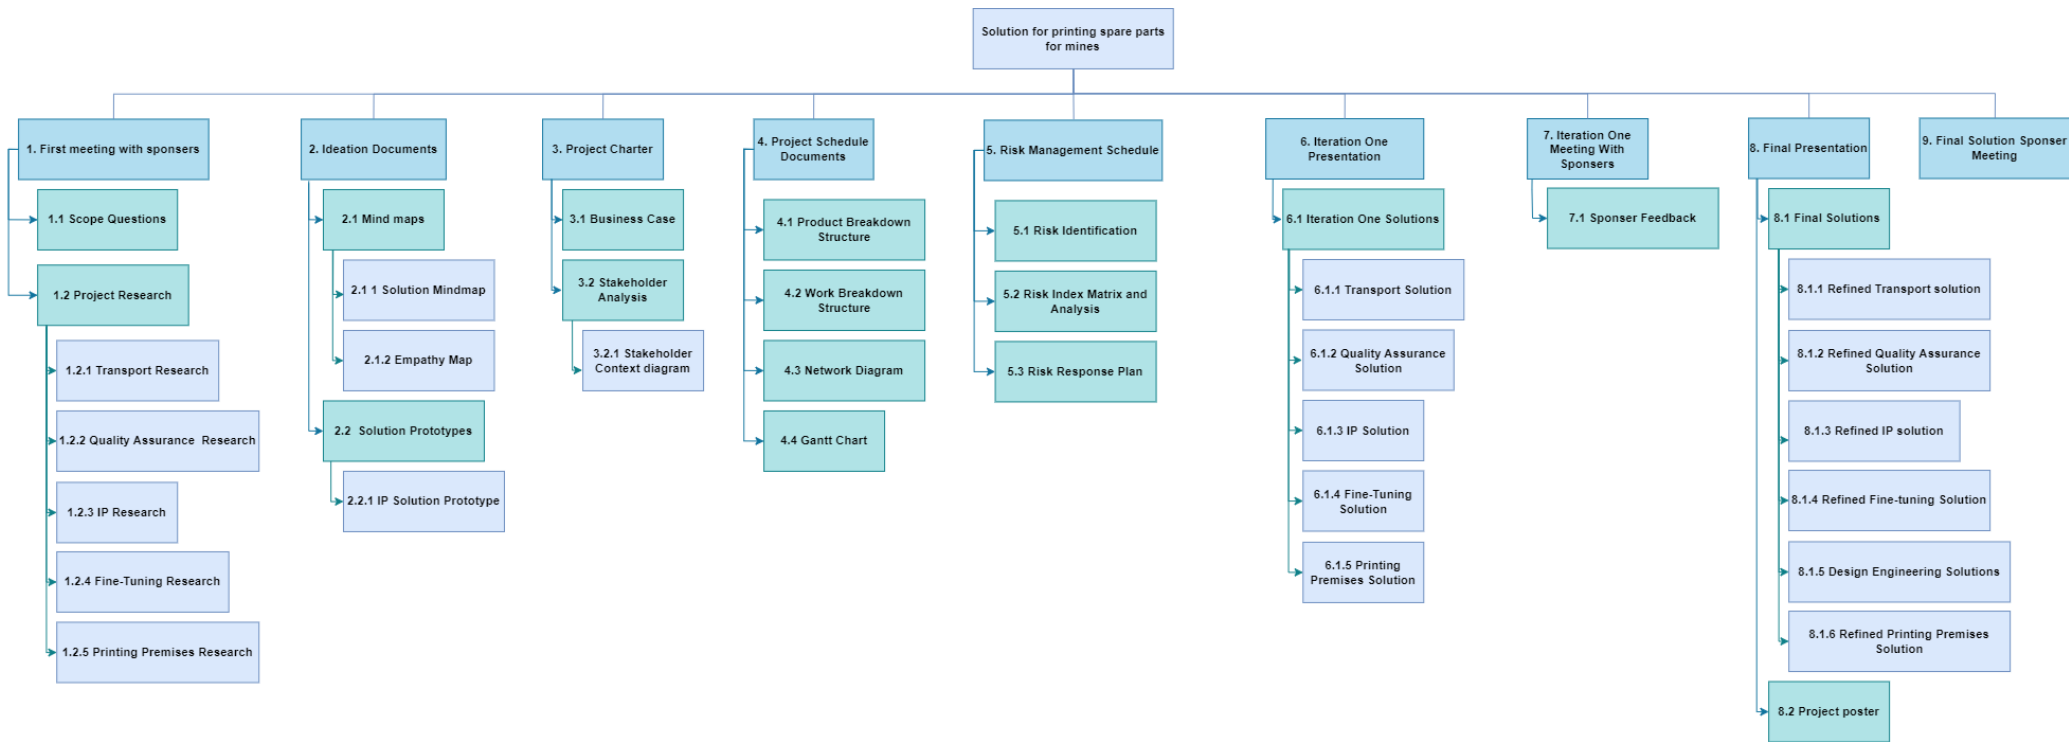 Solution for printing spare parts
for mines
1. First meeting with sponsers
1.1 Scope Questions
1.2 Project Research
1.2.1 Transport Research
1.2.2 Quality Assurance  Research
1.2.3 IP Research
1.2.4 Fine-Tuning Research
1.2.5 Printing Premises Research
2. Ideation Documents
2.1 Mind maps
2.1 1 Solution Mindmap
2.1.2 Empathy Map
2.2  Solution Prototypes
2.2.1 IP Solution Prototype
3. Project Charter
3.1 Business Case
3.2 Stakeholder
Analysis
3.2.1 Stakeholder
Context diagram
4. Project Schedule
Documents
4.1 Product Breakdown
Structure
4.2 Work Breakdown
Structure
4.3 Network Diagram
4.4 Gantt Chart
5. Risk Management Schedule
5.1 Risk Identification
5.2 Risk Index Matrix and
Analysis
5.3 Risk Response Plan
6. Iteration One
Presentation
6.1 Iteration One Solutions
6.1.1 Transport Solution
6.1.2 Quality Assurance
Solution
6.1.3 IP Solution
6.1.4 Fine-Tuning
Solution
6.1.5 Printing
Premises Solution
7. Iteration One
Meeting With
Sponsers
7.1 Sponser Feedback
8. Final Presentation
8.1 Final Solutions
8.1.1 Refined Transport solution
8.1.2 Refined Quality Assurance
Solution
8.1.3 Refined IP solution
8.1.4 Refined Fine-tuning Solution
8.1.5 Design Engineering Solutions
8.1.6 Refined Printing Premises
Solution
8.2 Project poster
9. Final Solution Sponser
Meeting